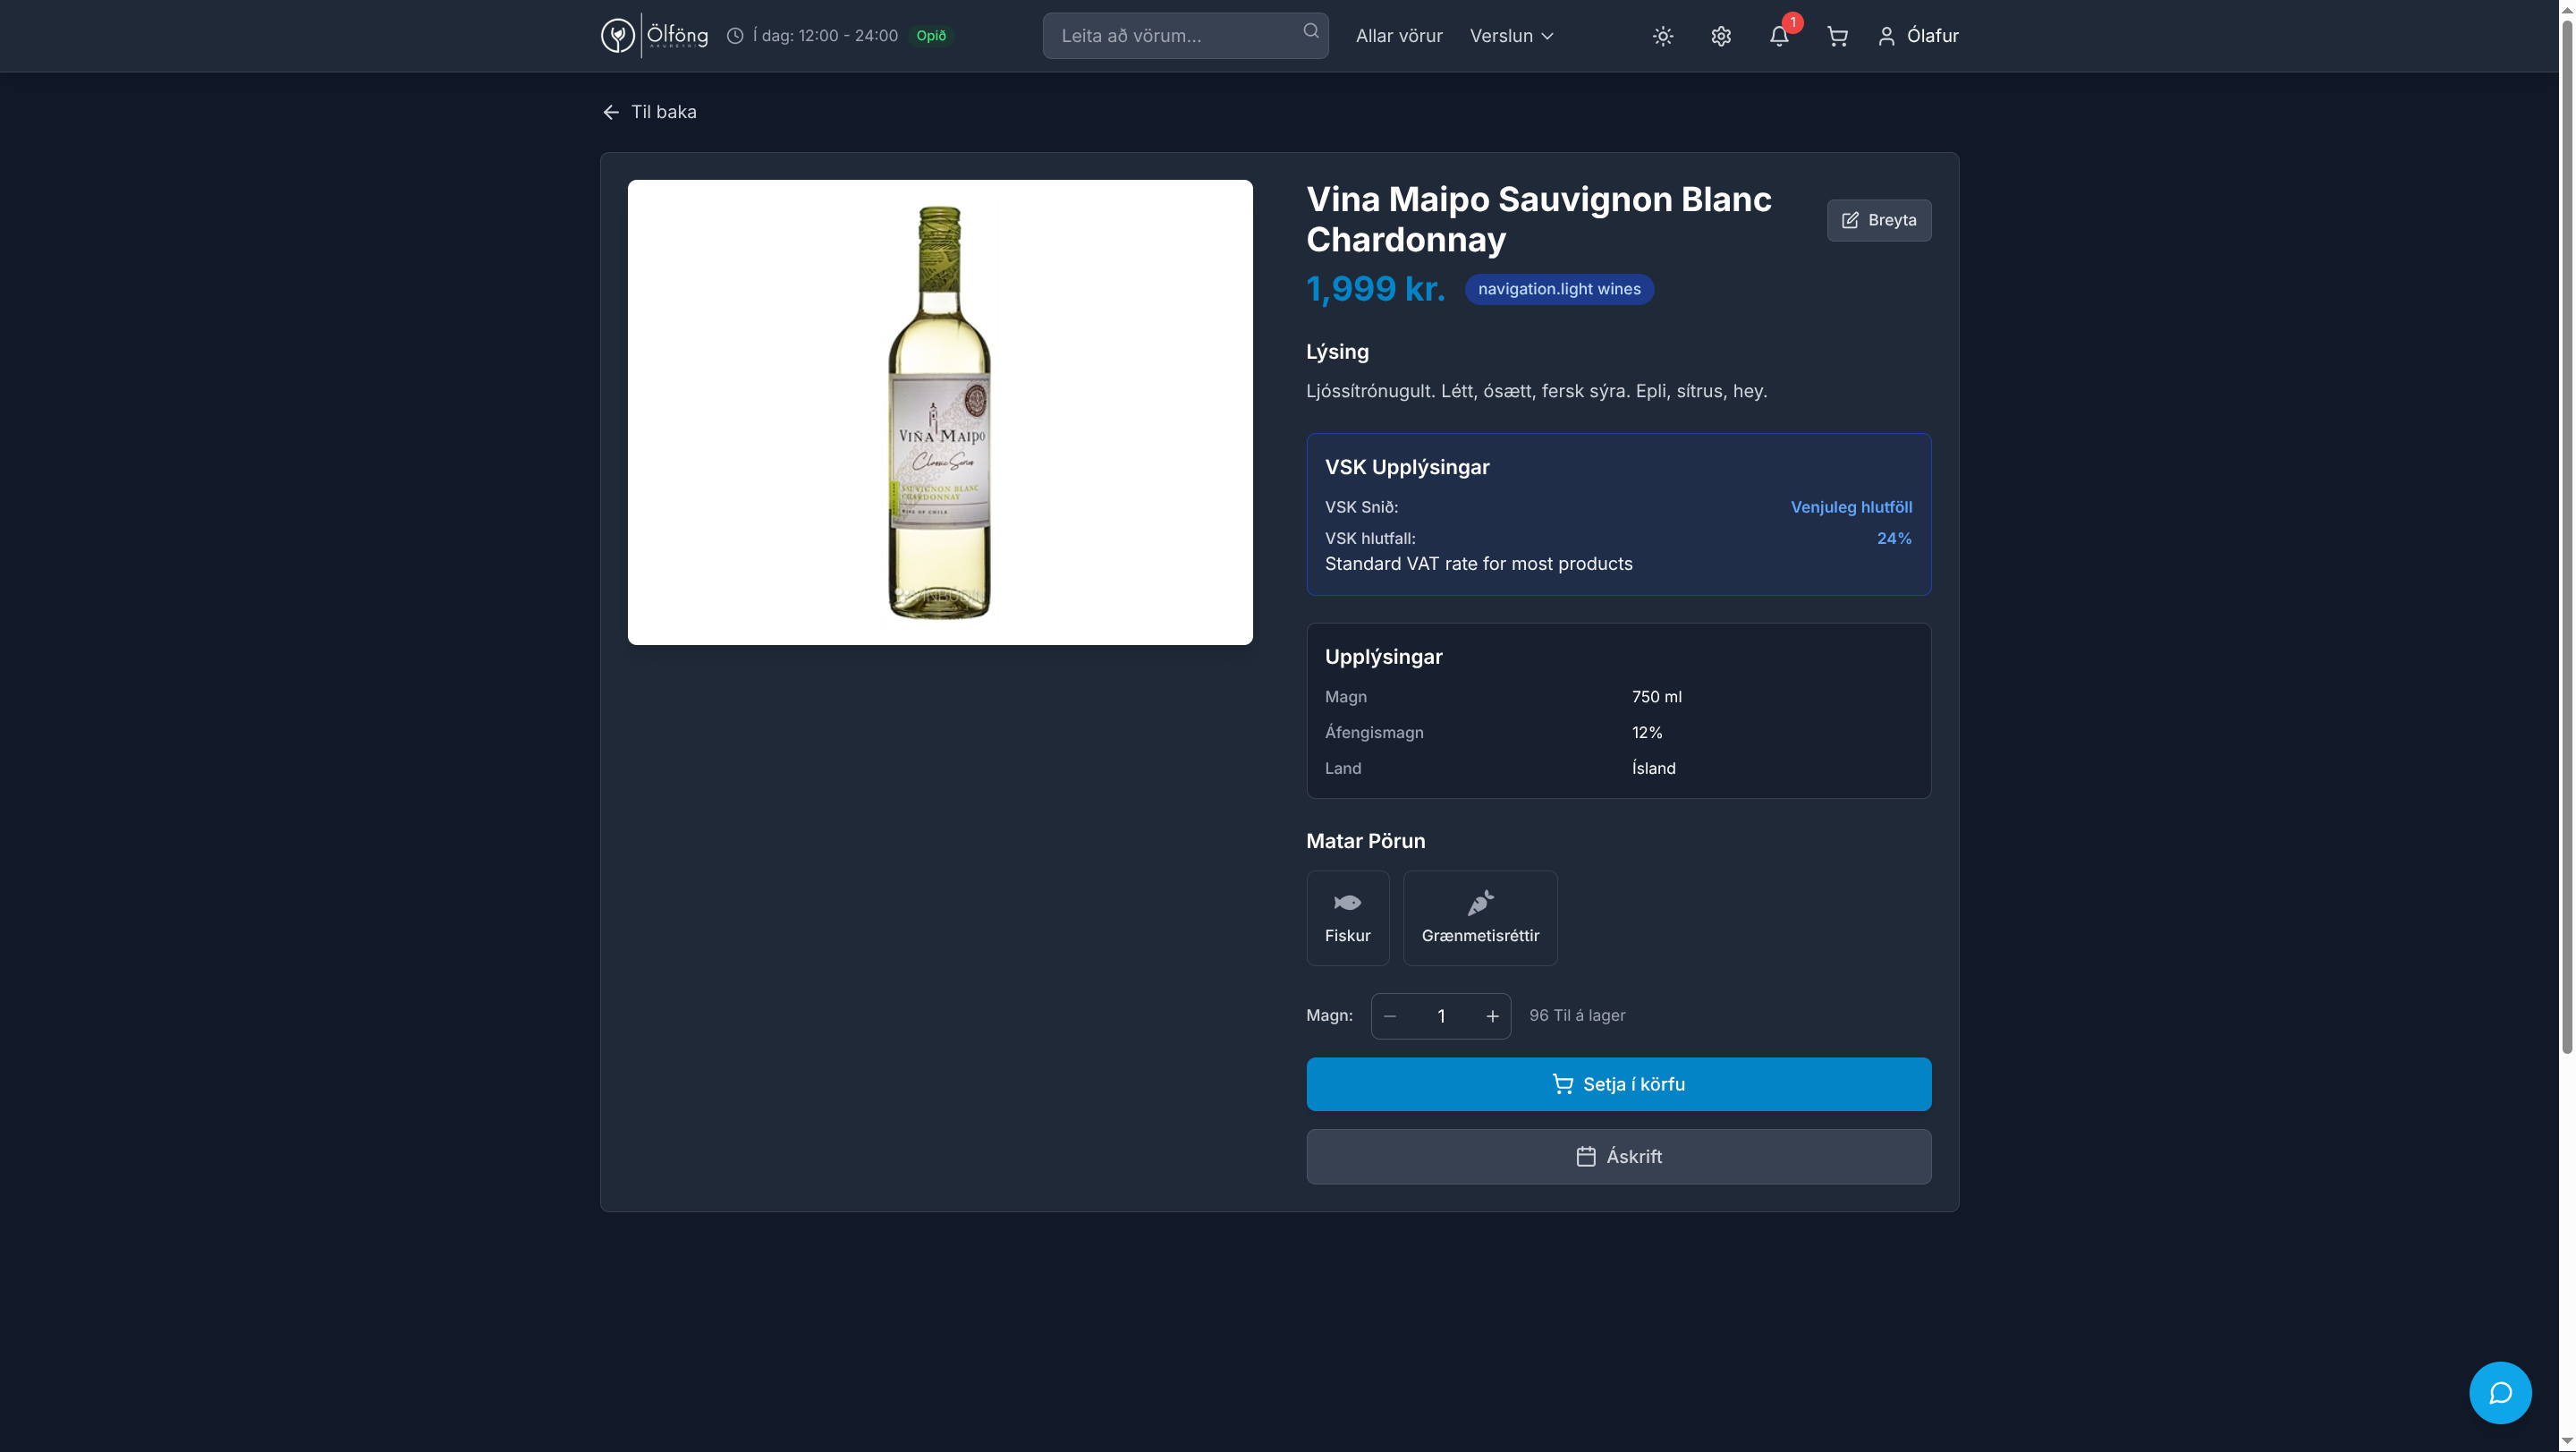 Ölföng
AKUREYRI
Í dag: 12:00 - 24:00
Opið
Leita að vörum...
Allar vörur
Verslun
1
Ólafur
Til baka
VIÑA MAIPO
Classic Series
SAUVIGNON BLANC
CHARDONNAY
WINE OF CHILE
VÍNBÚÐIN
Vina Maipo Sauvignon Blanc
Chardonnay
Breyta
1,999 kr.
navigation.light wines
Lýsing
Ljóssítrónugult. Létt, ósætt, fersk sýra. Epli, sítrus, hey.
VSK Upplýsingar
VSK Snið: Venjuleg hlutföll
VSK hlutfall: 24%
Standard VAT rate for most products
Upplýsingar
Magn 750 ml
Áfengismagn 12%
Land Ísland
Matar Pörun
Fiskur
Grænmetisréttir
Magn: 1 96 Til á lager
Setja í körfu
Áskrift